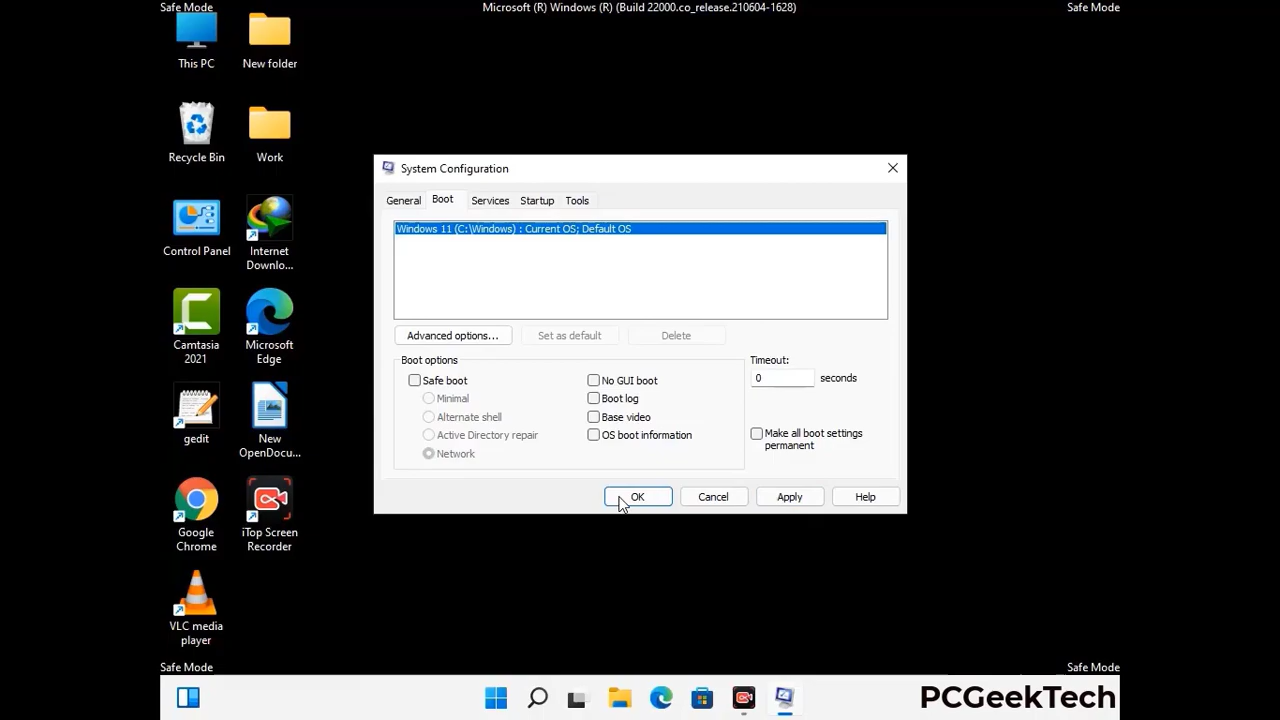 Safe Mode
Microsoft (R) Windows (R) (Build 22000.co_release.210604-1628)
Safe Mode
This PC
New folder
Recycle Bin
Work
Control Panel
Internet
Downlo...
Camtasia
2021
Microsoft
Edge
gedit
New
OpenDocu...
Google
Chrome
iTop Screen
Recorder
VLC media
player
System Configuration
General
Boot
Services
Startup
Tools
Windows 11 (C:\Windows) : Current OS; Default OS
Advanced options...
Set as default
Delete
Boot options
Safe boot
Minimal
Alternate shell
Active Directory repair
Network
No GUI boot
Boot log
Base video
OS boot information
Timeout:
0 seconds
Make all boot settings
permanent
OK
Cancel
Apply
Help
Safe Mode
Safe Mode
PCGeekTech